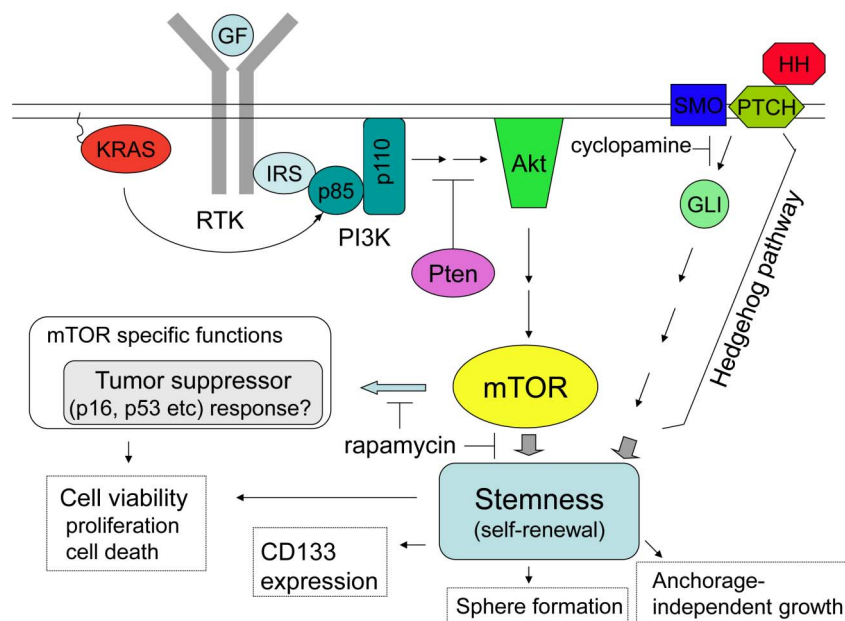 GF
HH
SMO
PTCH
KRAS
IRS
p85
p110
Akt
cyclopamine
GLI
RTK
PI3K
Pten
Hedgehog pathway
mTOR specific functions
Tumor suppressor
(p16, p53 etc) response?
mTOR
rapamycin
Stemness
(self-renewal)
Cell viability
proliferation
cell death
CD133
expression
Sphere formation
Anchorage-
independent growth